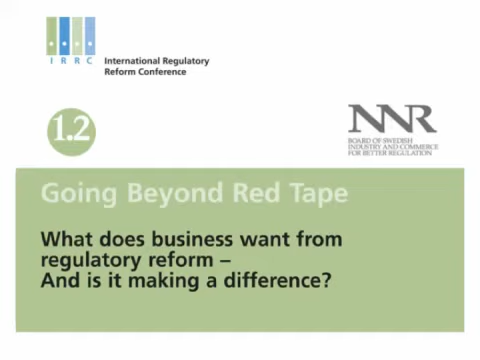 I R R C
International Regulatory
Reform Conference
1.2
NNR
BOARD OF SWEDISH
INDUSTRY AND COMMERCE
FOR BETTER REGULATION
Going Beyond Red Tape
What does business want from
regulatory reform –
And is it making a difference?